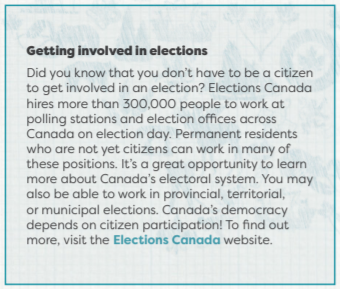 Getting involved in elections
Did you know that you don't have to be a citizen
to get involved in an election? Elections Canada
hires more than 300,000 people to work at
polling stations and election offices across
Canada on election day. Permanent residents
who are not yet citizens can work in many of
these positions. It's a great opportunity to learn
more about Canada's electoral system. You may
also be able to work in provincial, territorial,
or municipal elections. Canada's democracy
depends on citizen participation! To find out
more, visit the Elections Canada website.